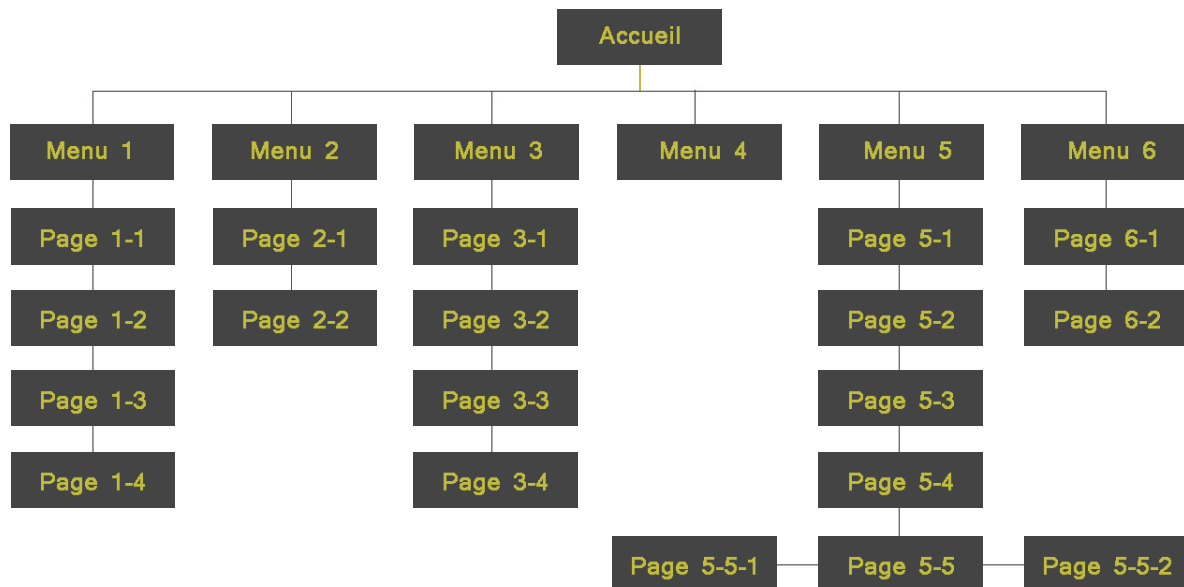 Accueil
Menu 1
Menu 2
Menu 3
Menu 4
Menu 5
Menu 6
Page 1-1
Page 2-1
Page 3-1
Page 5-1
Page 6-1
Page 1-2
Page 2-2
Page 3-2
Page 5-2
Page 6-2
Page 1-3
Page 3-3
Page 5-3
Page 1-4
Page 3-4
Page 5-4
Page 5-5-1
Page 5-5
Page 5-5-2